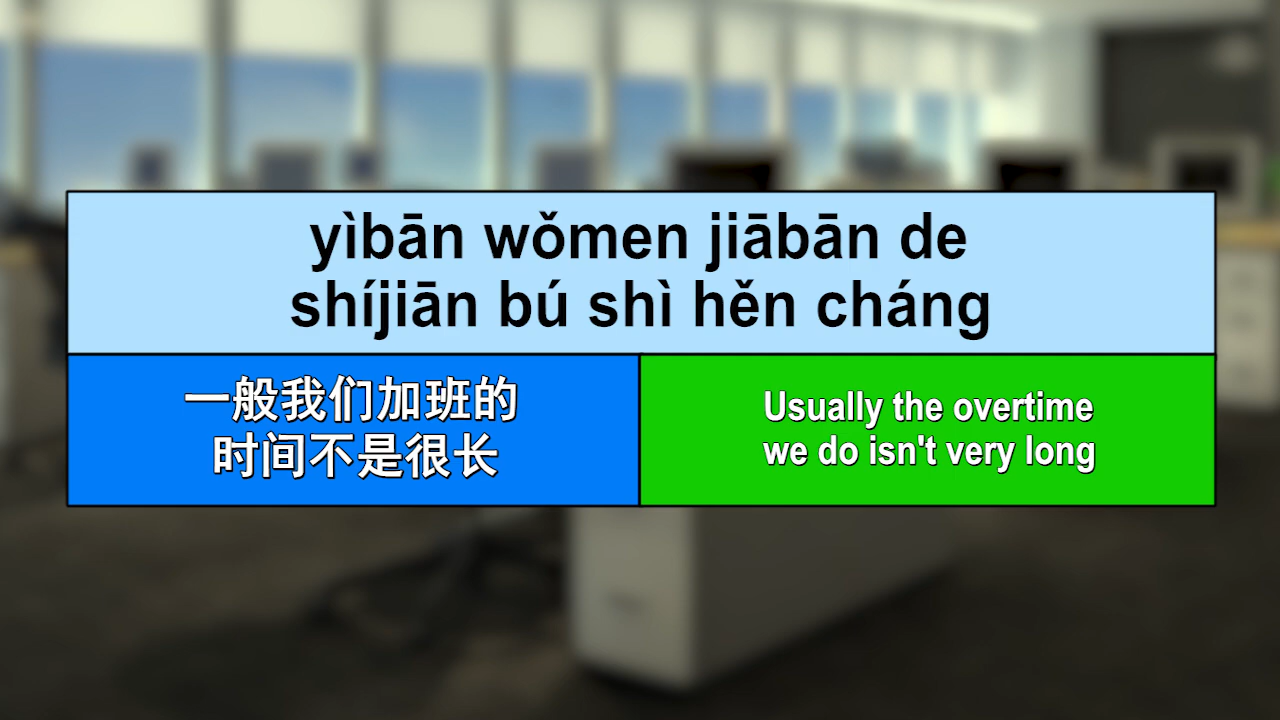 yìbān wǒmen jiābān de
shíjiān bú shì hěn cháng
一般我们加班的
时间不是很长
Usually the overtime
we do isn't very long